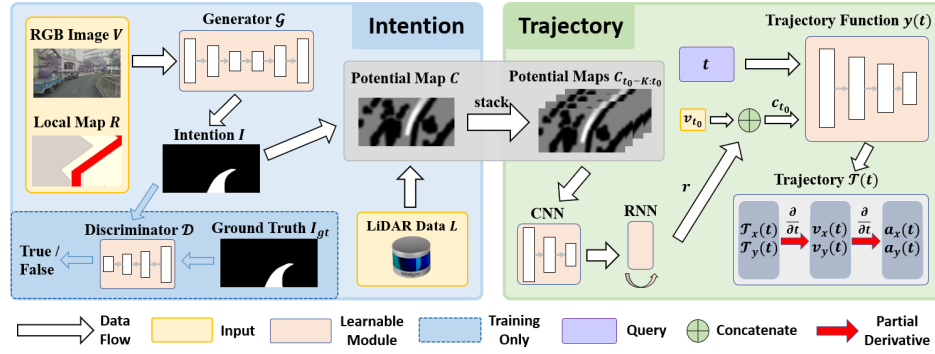 Intention
Trajectory
RGB Image V
Generator 𝒢
Local Map R
Intention I
Potential Map C
stack
Potential Maps C_{t_0-K:t_0}
LiDAR Data L
Discriminator 𝒟
Ground Truth I_{gt}
True /
False
CNN
RNN
r
Trajectory Function y(t)
t
v_{t_0}
c_{t_0}
Trajectory 𝒯(t)
𝒯_x(t)
𝒯_y(t)
∂
∂t
v_x(t)
v_y(t)
∂
∂t
a_x(t)
a_y(t)
Data
Flow
Input
Learnable
Module
Training
Only
Query
Concatenate
Partial
Derivative